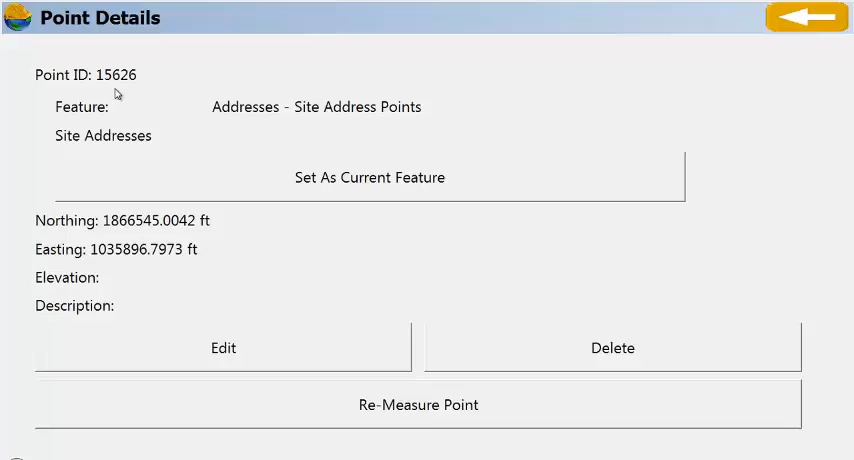 Point Details
Point ID: 15626
Feature: Addresses - Site Address Points
Site Addresses
Set As Current Feature
Northing: 1866545.0042 ft
Easting: 1035896.7973 ft
Elevation:
Description:
Edit Delete
Re-Measure Point